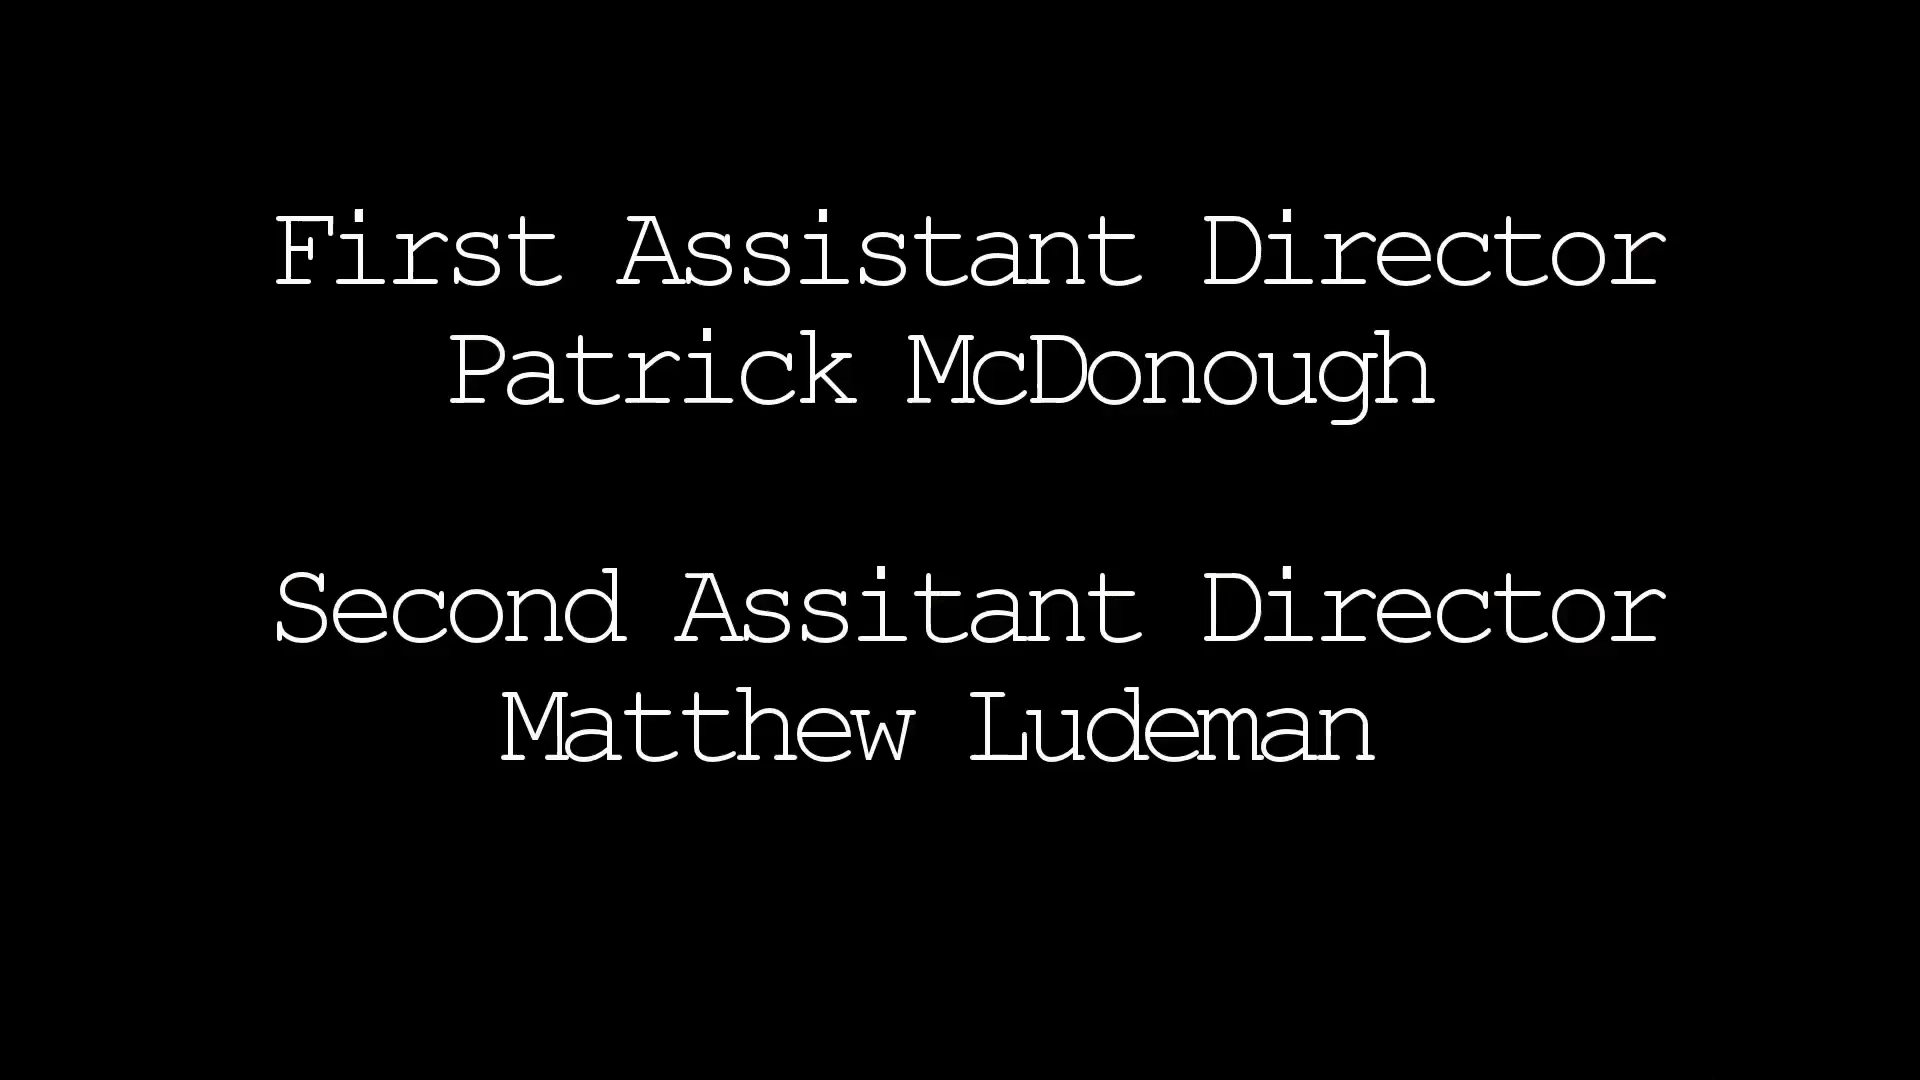 First Assistant Director
Patrick McDonough
Second Assitant Director
Matthew Ludeman